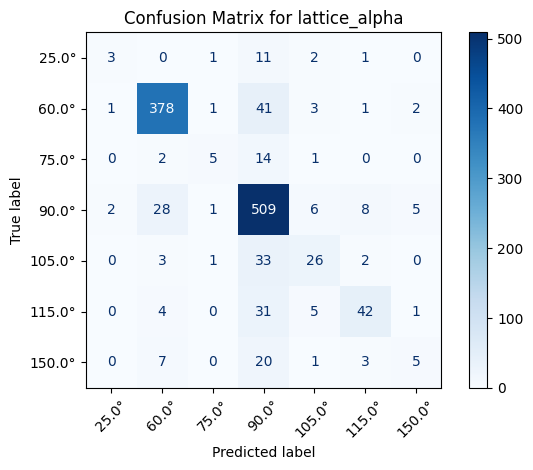 Confusion Matrix for lattice_alpha
25.0° 3 0 1 11 2 1 0
60.0° 1 378 1 41 3 1 2
75.0° 0 2 5 14 1 0 0
90.0° 2 28 1 509 6 8 5
105.0° 0 3 1 33 26 2 0
115.0° 0 4 0 31 5 42 1
150.0° 0 7 0 20 1 3 5
25.0° 60.0° 75.0° 90.0° 105.0° 115.0° 150.0°
Predicted label
True label
500
400
300
200
100
0